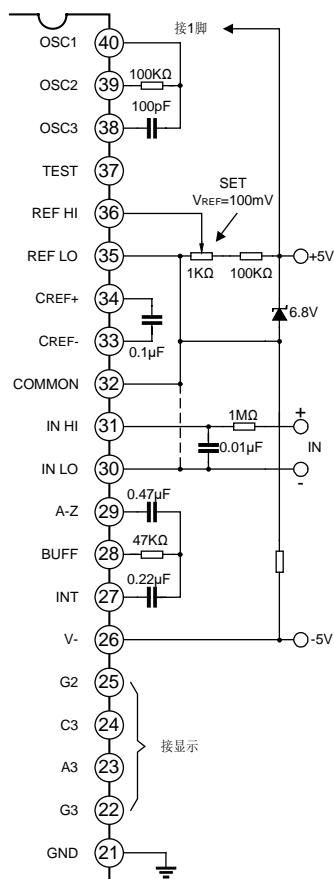 接1脚
OSC1
40
OSC2
39
100KΩ
100pF
OSC3
38
TEST
37
SET
VREF=100mV
REF HI
36
REF LO
35
1KΩ
100KΩ
+5V
CREF+
34
6.8V
CREF-
33
0.1µF
COMMON
32
IN HI
31
1MΩ
+
0.01µF
IN
IN LO
30
-
A-Z
29
0.47µF
BUFF
28
47KΩ
0.22µF
INT
27
V-
26
-5V
G2
25
C3
24
接显示
A3
23
G3
22
GND
21